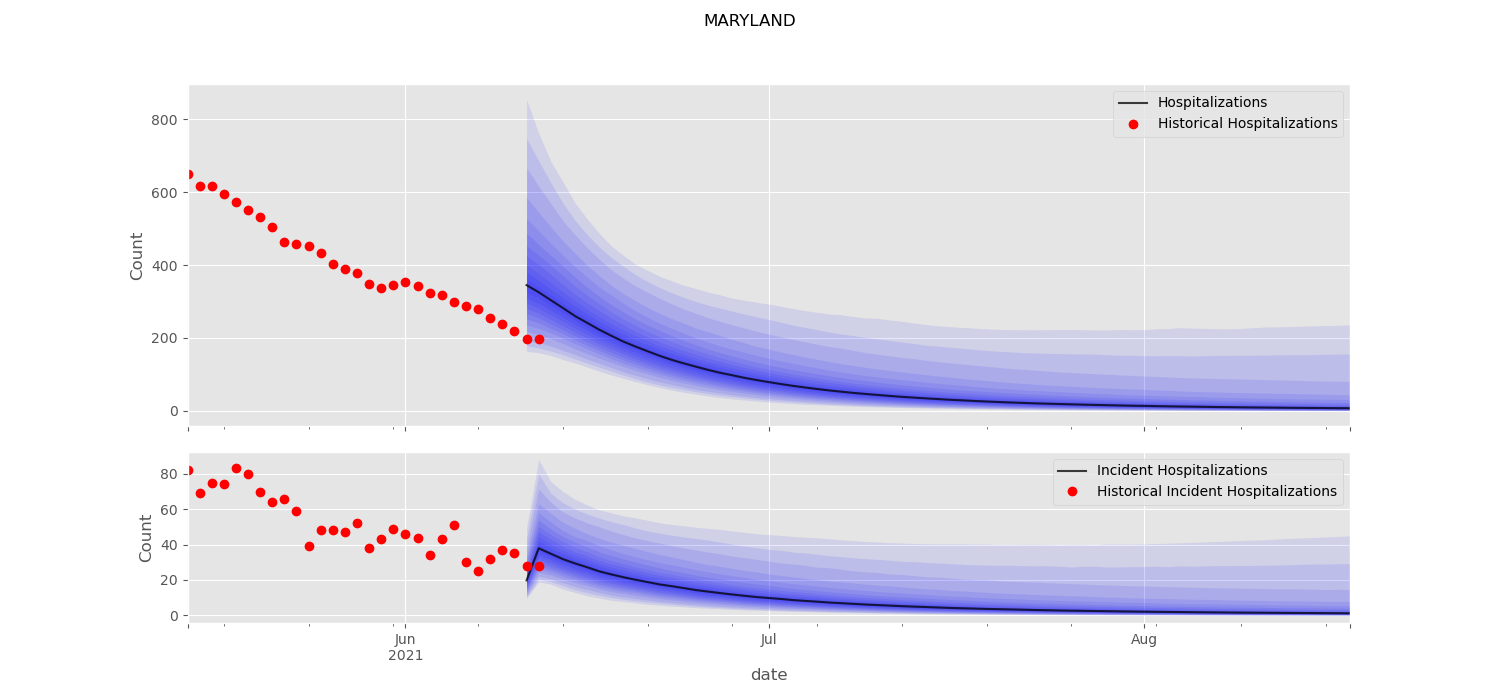 MARYLAND
Hospitalizations
Historical Hospitalizations
800
600
400
200
0
Count
Incident Hospitalizations
Historical Incident Hospitalizations
80
60
40
20
0
Count
Jun
2021
Jul
Aug
date